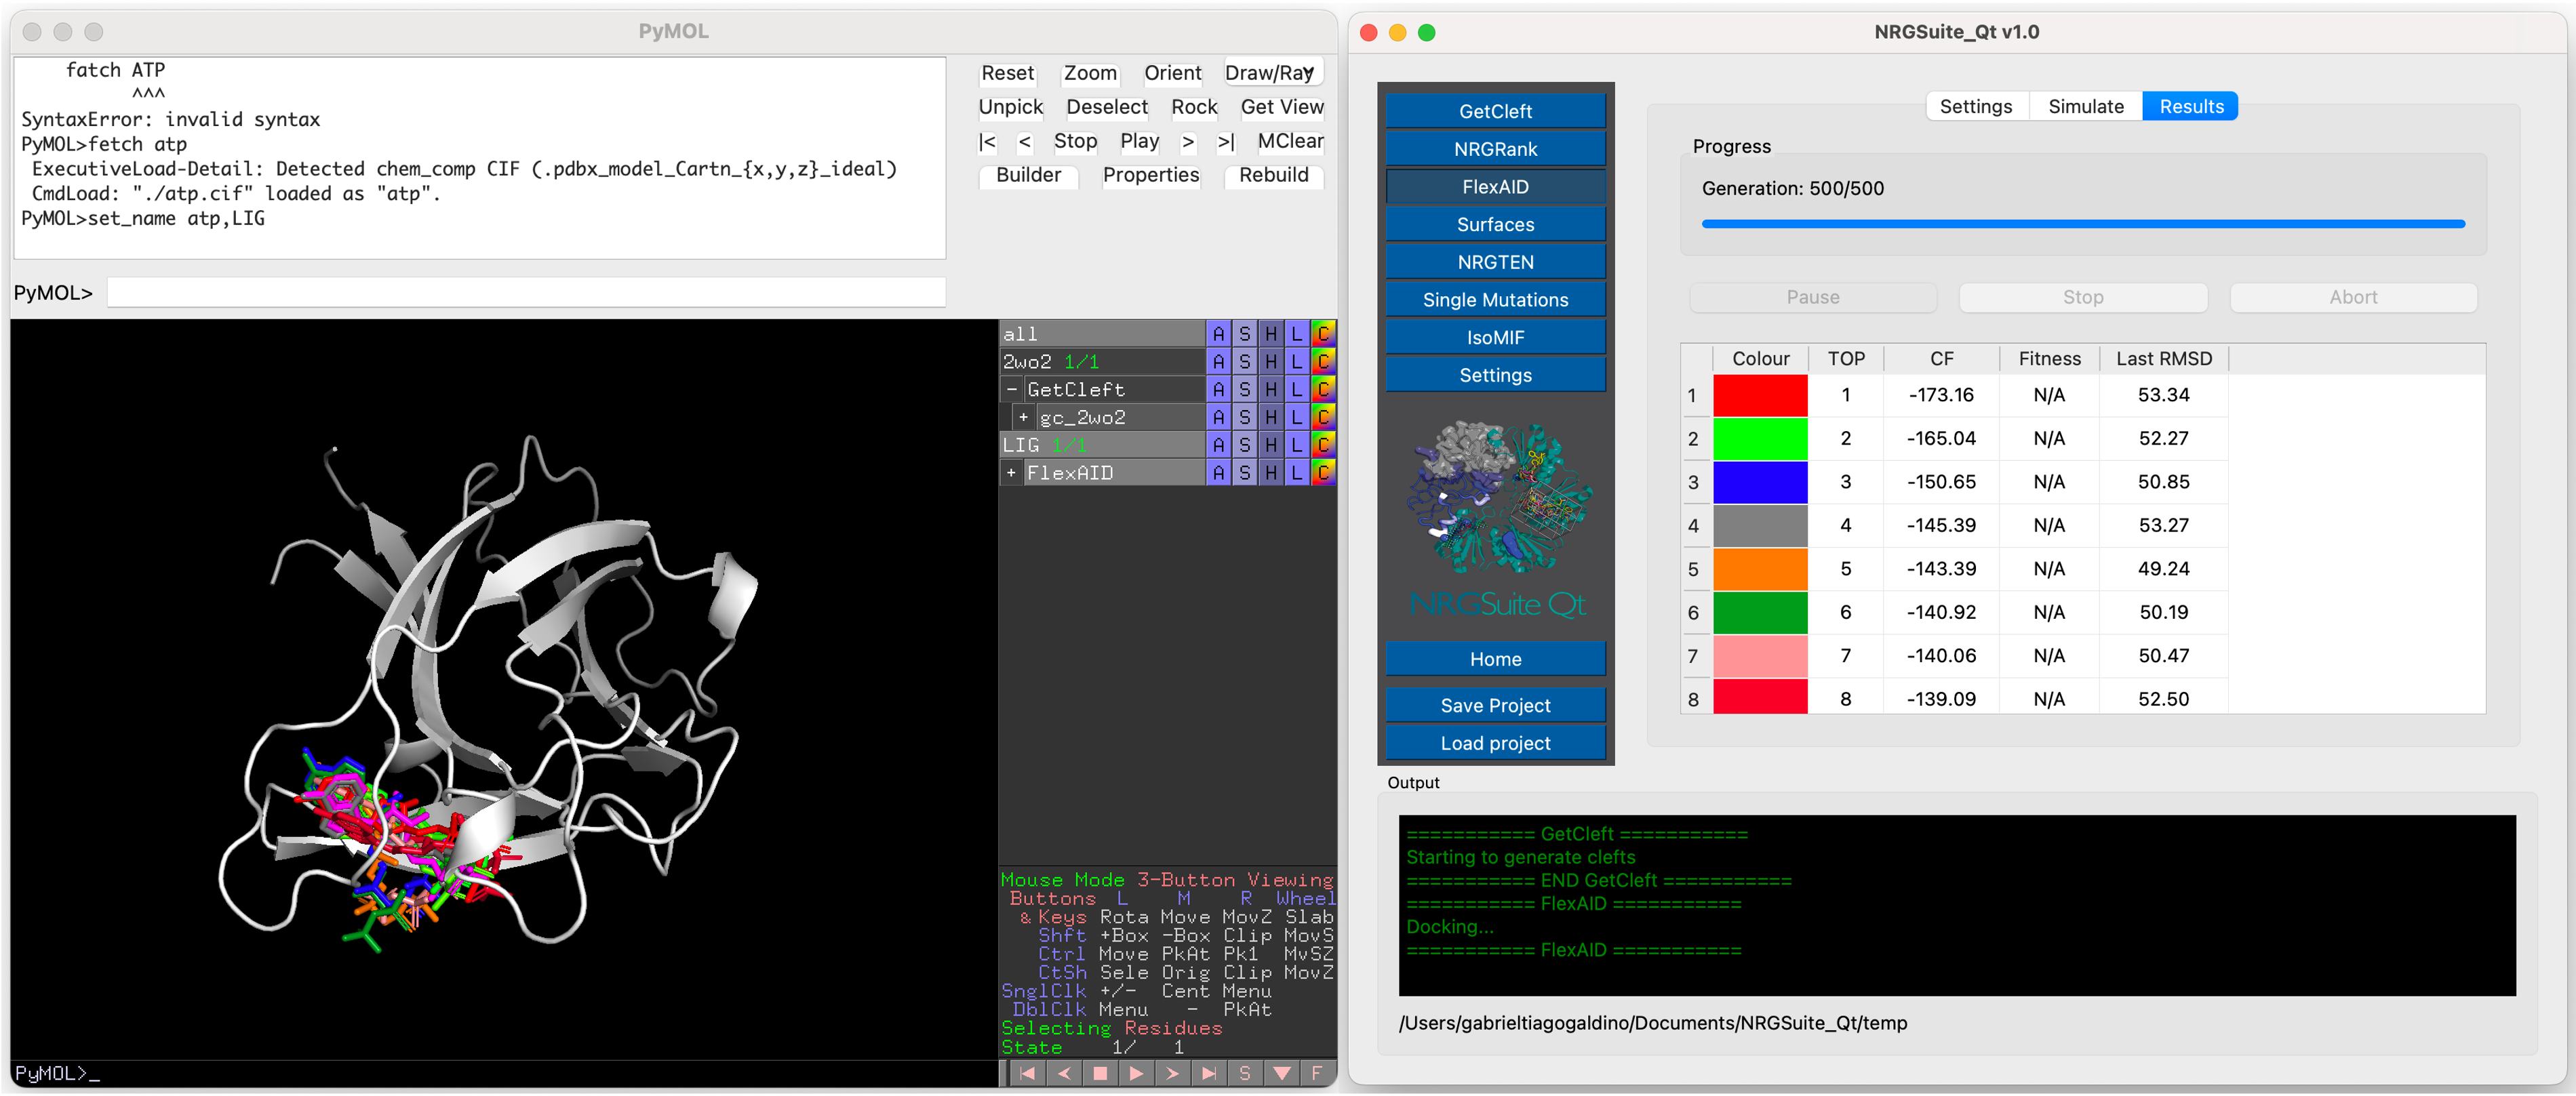 PyMOL
fatch ATP
^^^
SyntaxError: invalid syntax
PyMOL>fetch atp
ExecutiveLoad-Detail: Detected chem_comp CIF (.pdbx_model_Cartn_{x,y,z}_ideal)
CmdLoad: "./atp.cif" loaded as "atp".
PyMOL>set_name atp,LIG
PyMOL>
Reset Zoom Orient Draw/Ray
Unpick Deselect Rock Get View
|< < Stop Play > >| MClear
Builder Properties Rebuild
all A S H L C
2wo2 1/1 A S H L C
- GetCleft A S H L C
+ gc_2wo2 A S H L C
LIG 1/1 A S H L C
+ FlexAID A S H L C
Mouse Mode 3-Button Viewing
Buttons L M R Wheel
& Keys Rota Move MovZ Slab
Shft +Box -Box Clip MovS
Ctrl Move PkAt Pk1 MvSZ
CtSh Sele Orig Clip MovZ
SnglClk +/- Cent Menu
DblClk Menu - PkAt
Selecting Residues
State 1/ 1
S F
PyMOL>_
NRGSuite_Qt v1.0
GetCleft
NRGRank
FlexAID
Surfaces
NRGTEN
Single Mutations
IsoMIF
Settings
NRGSuite Qt
Home
Save Project
Load project
Settings Simulate Results
Progress
Generation: 500/500
Pause Stop Abort
Colour TOP CF Fitness Last RMSD
1 1 -173.16 N/A 53.34
2 2 -165.04 N/A 52.27
3 3 -150.65 N/A 50.85
4 4 -145.39 N/A 53.27
5 5 -143.39 N/A 49.24
6 6 -140.92 N/A 50.19
7 7 -140.06 N/A 50.47
8 8 -139.09 N/A 52.50
Output
=========== GetCleft ===========
Starting to generate clefts
=========== END GetCleft ===========
=========== FlexAID ===========
Docking...
=========== FlexAID ===========
/Users/gabrieltiagogaldino/Documents/NRGSuite_Qt/temp